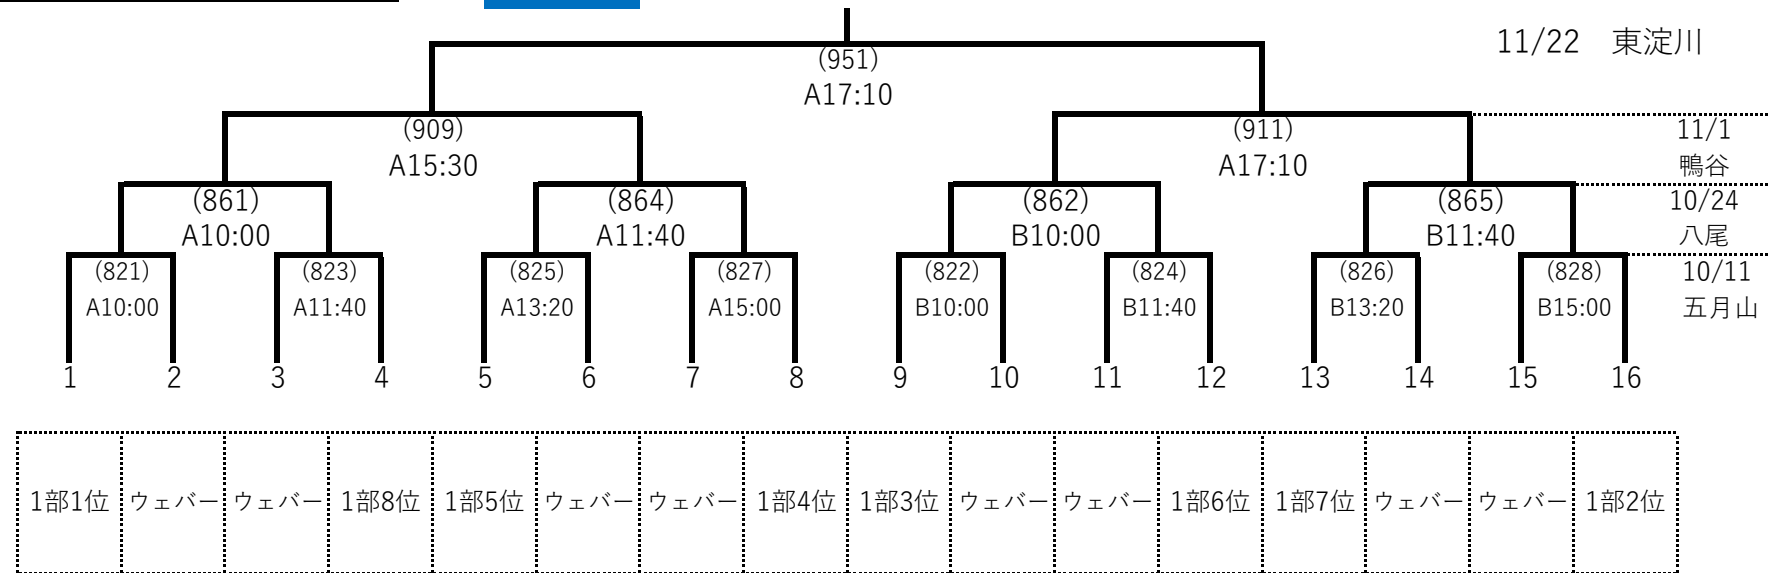 11/22 東淀川
(951)
A17:10
(909)
A15:30
(911)
A17:10
11/1
鴨谷
(861)
A10:00
(864)
A11:40
(862)
B10:00
(865)
B11:40
10/24
八尾
(821)
A10:00
(823)
A11:40
(825)
A13:20
(827)
A15:00
(822)
B10:00
(824)
B11:40
(826)
B13:20
(828)
B15:00
10/11
五月山
1 2 3 4 5 6 7 8 9 10 11 12 13 14 15 16
1部1位 ウェバー ウェバー 1部8位 1部5位 ウェバー ウェバー 1部4位 1部3位 ウェバー ウェバー 1部6位 1部7位 ウェバー ウェバー 1部2位